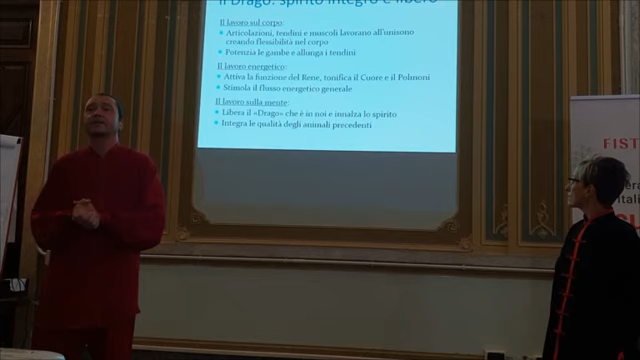 Il Drago: spirito integro e libero
Il lavoro sul corpo:
Articolazioni, tendini e muscoli lavorano all'unisono
creando flessibilità nel corpo
Potenzia le gambe e allunga i tendini
Il lavoro energetico:
Attiva la funzione del Rene, tonifica il Cuore e il Polmoni
Stimola il flusso energetico generale
Il lavoro sulla mente:
Libera il «Drago» che è in noi e innalza lo spirito
Integra le qualità degli animali precedenti
FIST